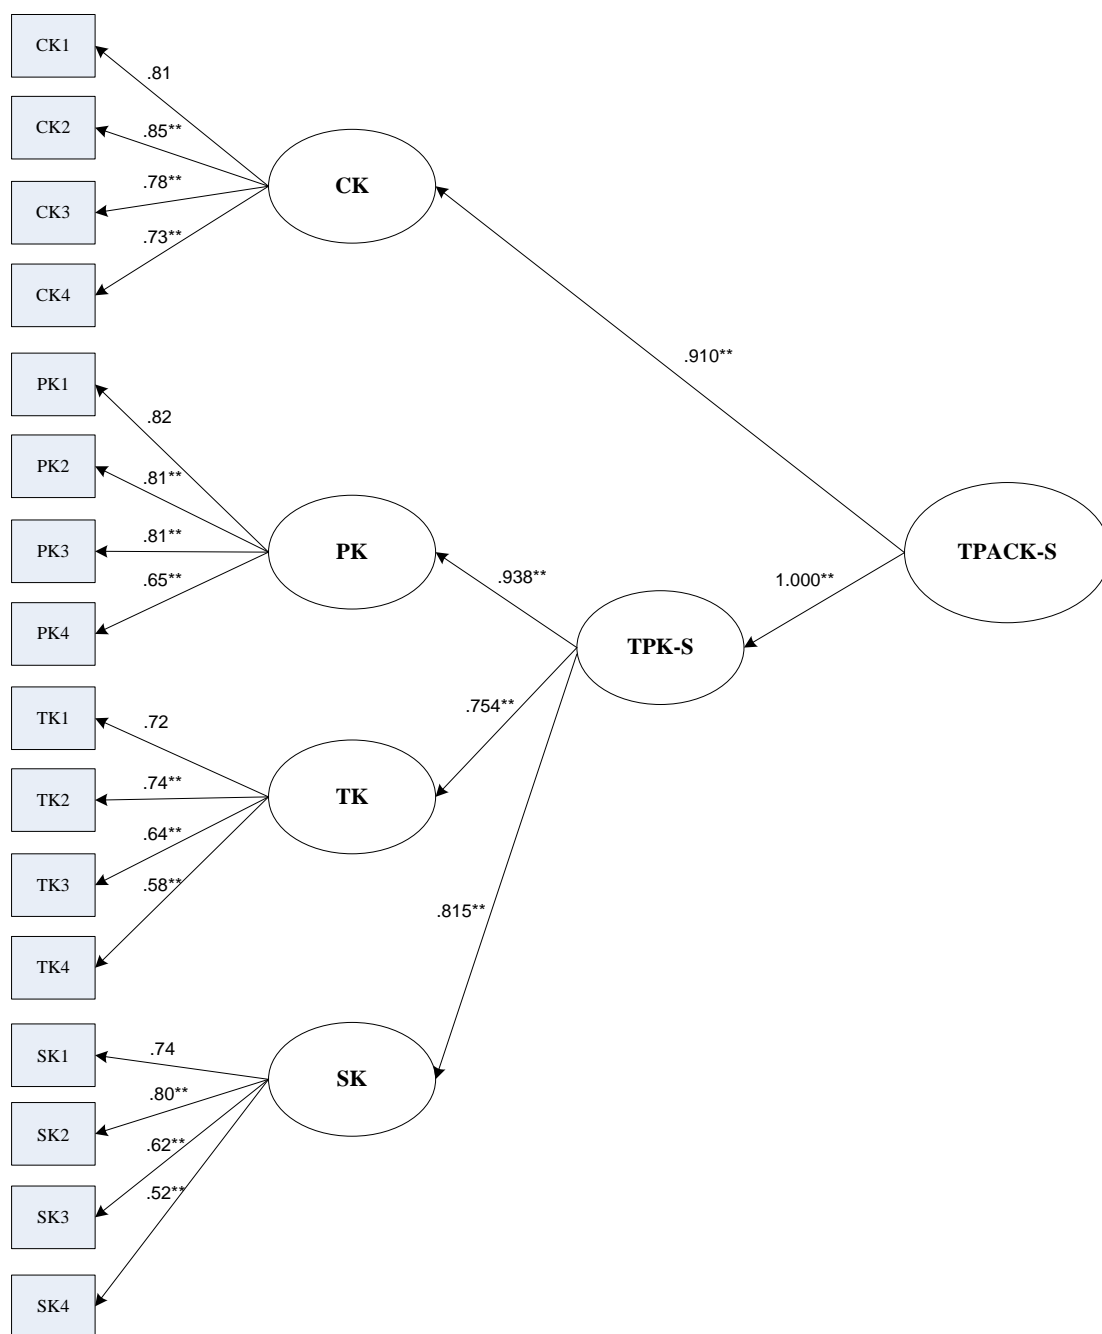 CK1
.81
CK2
.85**
CK
CK3
.78**
.73**
CK4
.910**
PK1
.82
PK2
.81**
PK3
.81**
PK
TPACK-S
.65**
.938**
1.000**
PK4
TPK-S
TK1
.72
.754**
TK2
.74**
TK
.64**
TK3
.58**
.815**
TK4
SK1
.74
SK
.80**
SK2
.62**
.52**
SK3
SK4